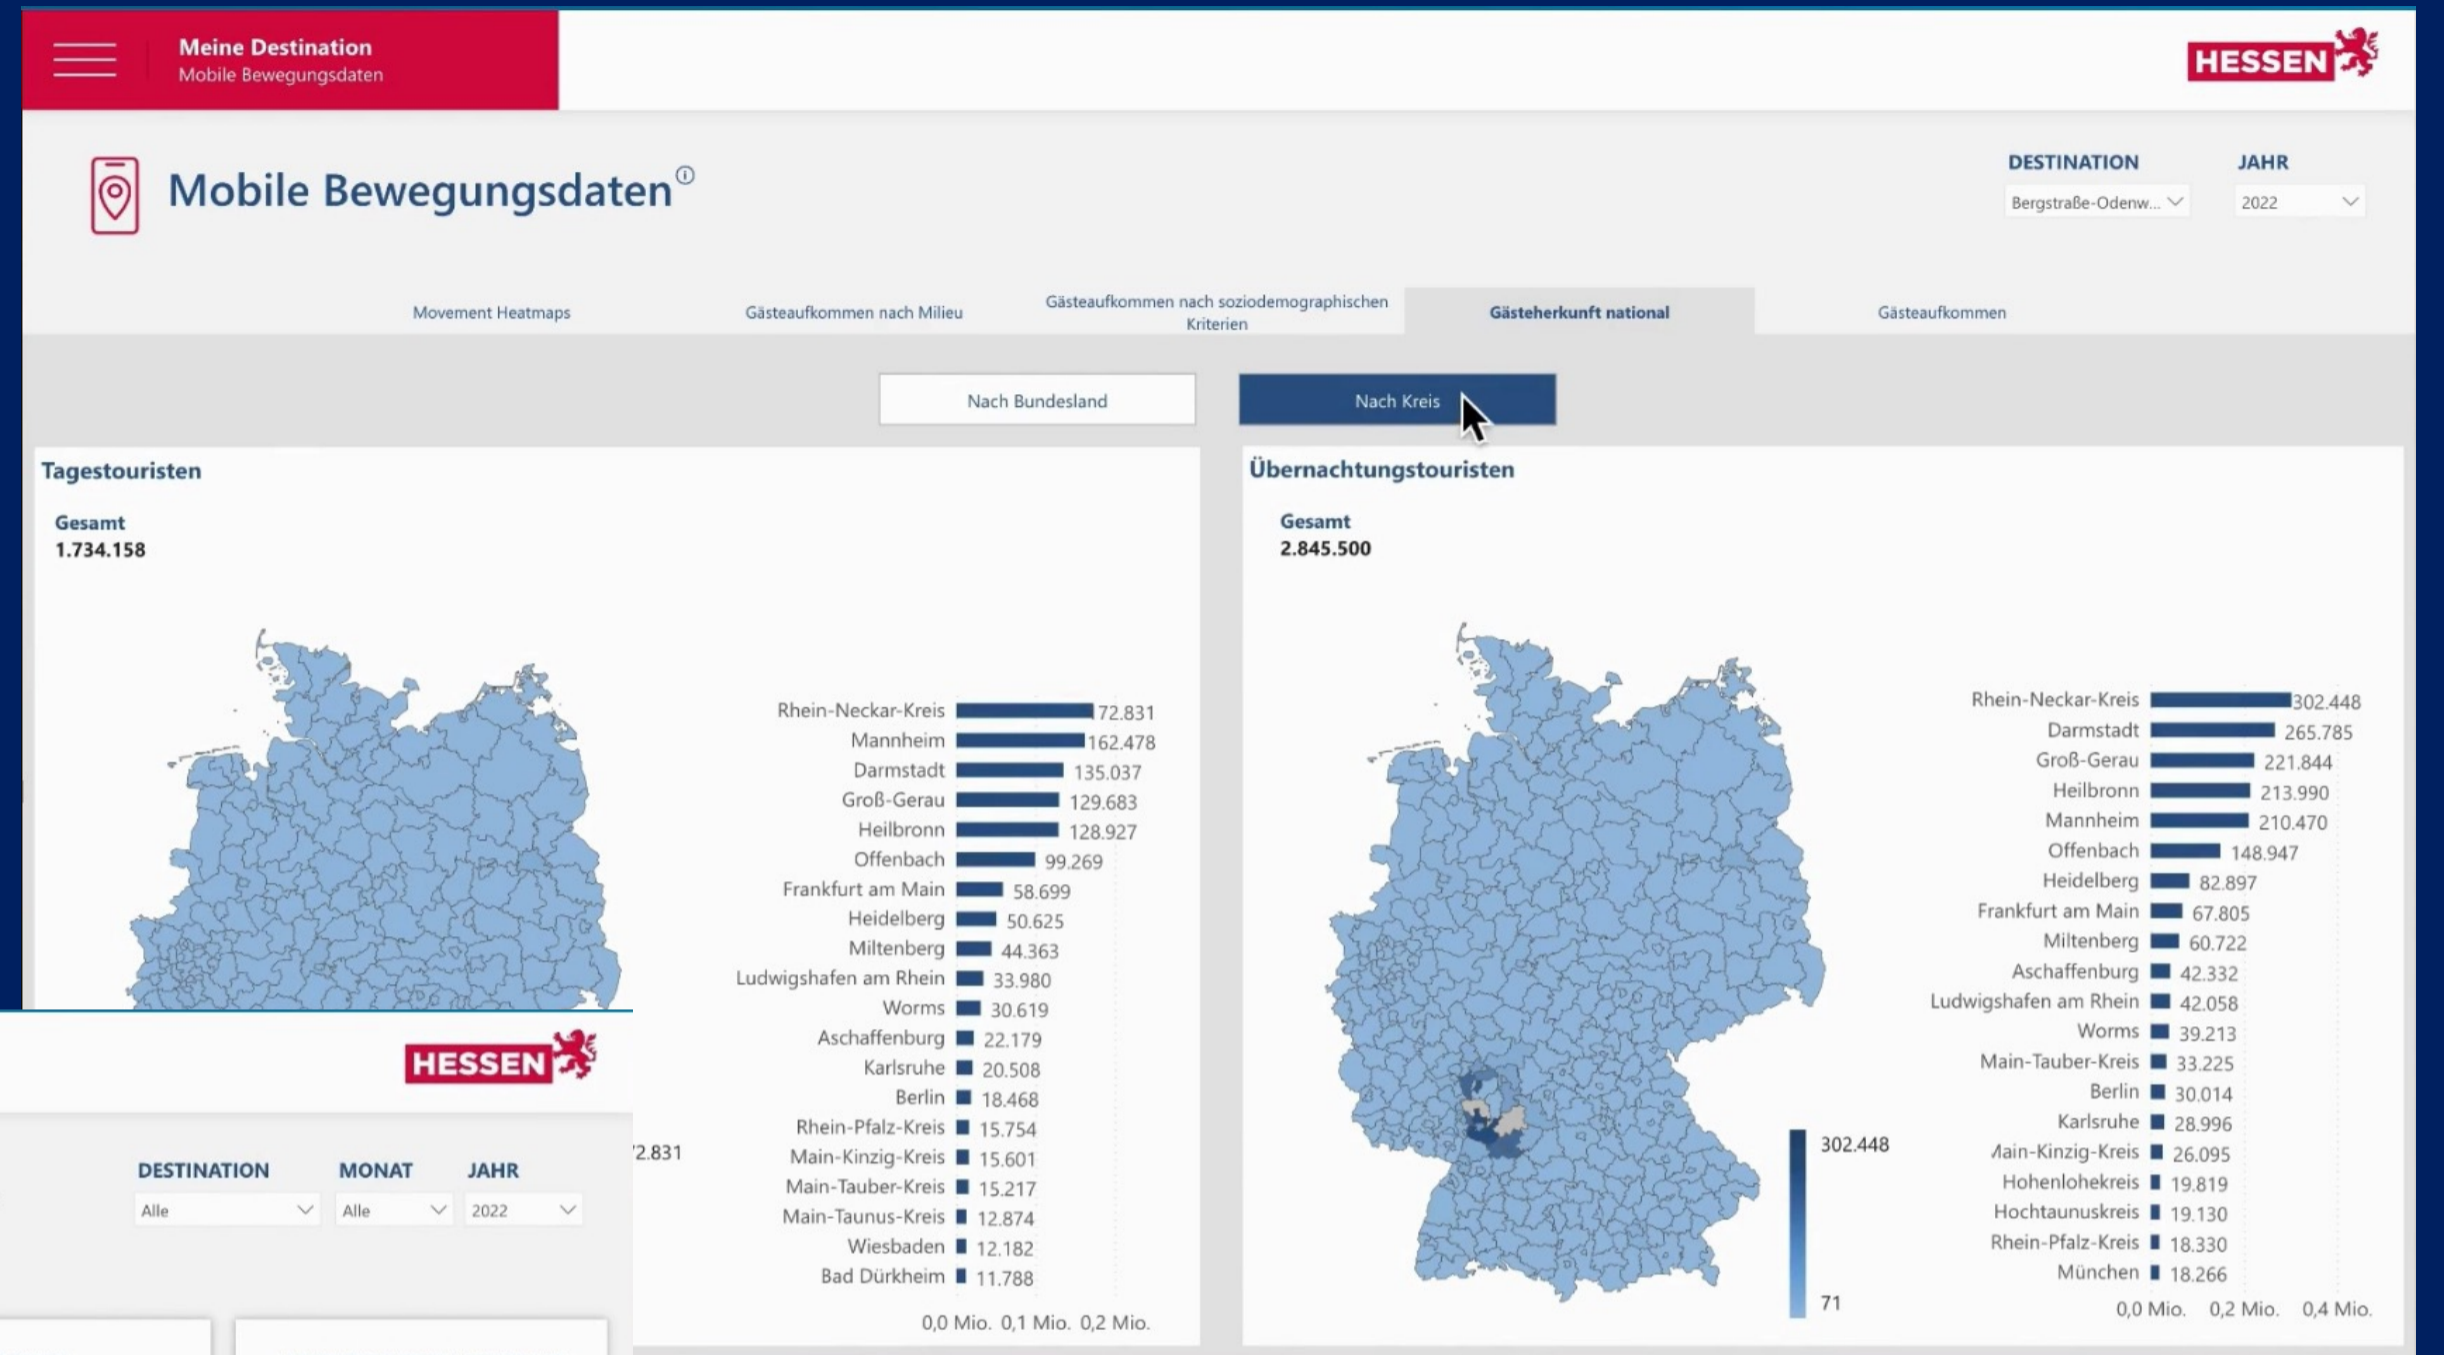 Meine Destination
Mobile Bewegungsdaten
HESSEN
Mobile Bewegungsdaten
DESTINATION
JAHR
Bergstraße-Odenw...
2022
Movement Heatmaps
Gästeaufkommen nach Milieu
Gästeaufkommen nach soziodemographischen
Kriterien
Gästeherkunft national
Gästeaufkommen
Nach Bundesland
Nach Kreis
Tagestouristen
Gesamt
1.734.158
Rhein-Neckar-Kreis 72.831
Mannheim 162.478
Darmstadt 135.037
Groß-Gerau 129.683
Heilbronn 128.927
Offenbach 99.269
Frankfurt am Main 58.699
Heidelberg 50.625
Miltenberg 44.363
Ludwigshafen am Rhein 33.980
Worms 30.619
Aschaffenburg 22.179
Karlsruhe 20.508
Berlin 18.468
Rhein-Pfalz-Kreis 15.754
Main-Kinzig-Kreis 15.601
Main-Tauber-Kreis 15.217
Main-Taunus-Kreis 12.874
Wiesbaden 12.182
Bad Dürkheim 11.788
0,0 Mio. 0,1 Mio. 0,2 Mio.
2.831
Übernachtungstouristen
Gesamt
2.845.500
302.448
71
Rhein-Neckar-Kreis 302.448
Darmstadt 265.785
Groß-Gerau 221.844
Heilbronn 213.990
Mannheim 210.470
Offenbach 148.947
Heidelberg 82.897
Frankfurt am Main 67.805
Miltenberg 60.722
Aschaffenburg 42.332
Ludwigshafen am Rhein 42.058
Worms 39.213
Main-Tauber-Kreis 33.225
Berlin 30.014
Karlsruhe 28.996
Main-Kinzig-Kreis 26.095
Hohenlohekreis 19.819
Hochtaunuskreis 19.130
Rhein-Pfalz-Kreis 18.330
München 18.266
0,0 Mio. 0,2 Mio. 0,4 Mio.
HESSEN
DESTINATION
MONAT
JAHR
Alle
Alle
2022